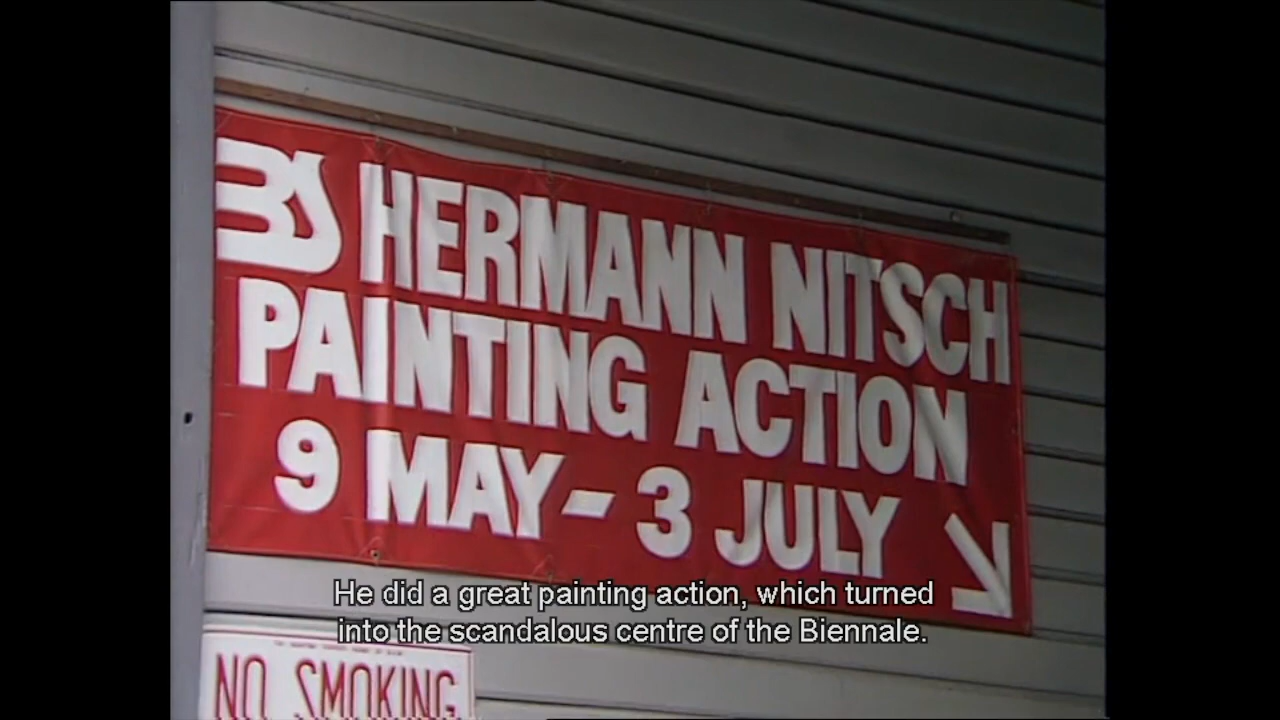 HERMANN NITSCH
PAINTING ACTION
9 MAY - 3 JULY
He did a great painting action, which turned
into the scandalous centre of the Biennale.
NO SMOKING